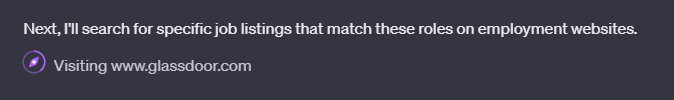 Next, I'll search for specific job listings that match these roles on employment websites.
Visiting www.glassdoor.com